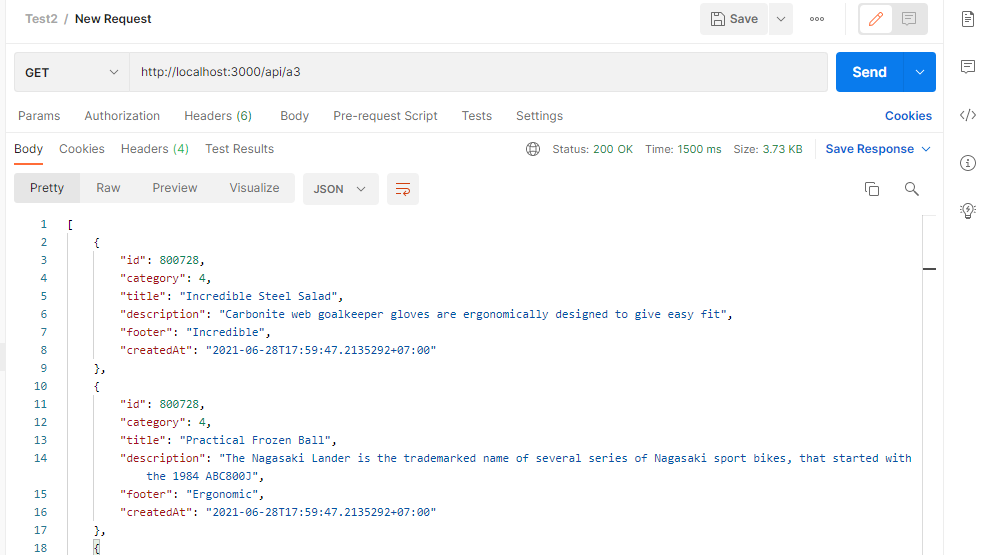 Test2 / New Request Save
GET http://localhost:3000/api/a3 Send
Params Authorization Headers (6) Body Pre-request Script Tests Settings Cookies
Body Cookies Headers (4) Test Results Status: 200 OK Time: 1500 ms Size: 3.73 KB Save Response
Pretty Raw Preview Visualize JSON
1 [
2 {
3 "id": 800728,
4 "category": 4,
5 "title": "Incredible Steel Salad",
6 "description": "Carbonite web goalkeeper gloves are ergonomically designed to give easy fit",
7 "footer": "Incredible",
8 "createdAt": "2021-06-28T17:59:47.2135292+07:00"
9 },
10 {
11 "id": 800728,
12 "category": 4,
13 "title": "Practical Frozen Ball",
14 "description": "The Nagasaki Lander is the trademarked name of several series of Nagasaki sport bikes, that started with
the 1984 ABC800J",
15 "footer": "Ergonomic",
16 "createdAt": "2021-06-28T17:59:47.2135292+07:00"
17 },
18 {